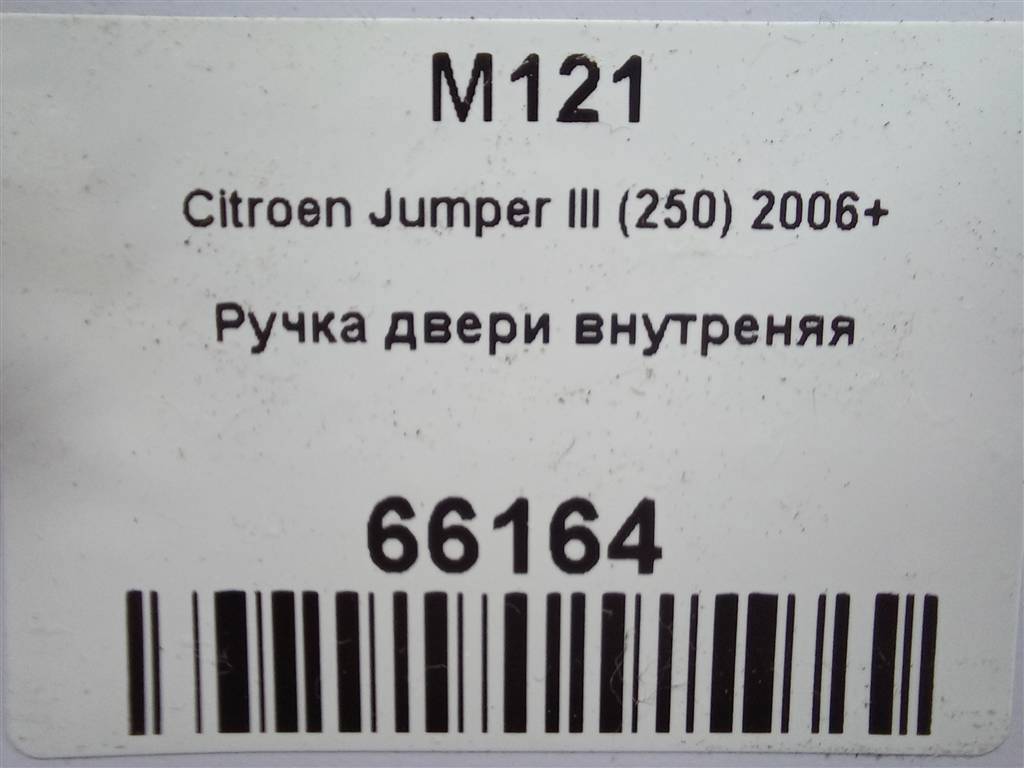 M121
Citroen Jumper III (250) 2006+
Ручка двери внутреняя
66164